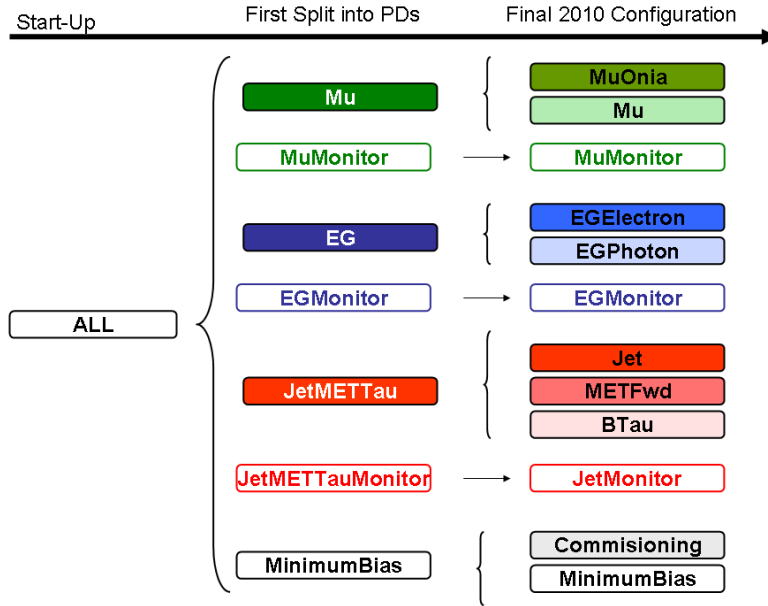 Start-Up First Split into PDs Final 2010 Configuration
MuOnia
Mu
Mu
MuMonitor MuMonitor
EGElectron
EG
EGPhoton
EGMonitor EGMonitor
ALL
Jet
JetMETTau METFwd
BTau
JetMETTauMonitor JetMonitor
Commisioning
MinimumBias
MinimumBias